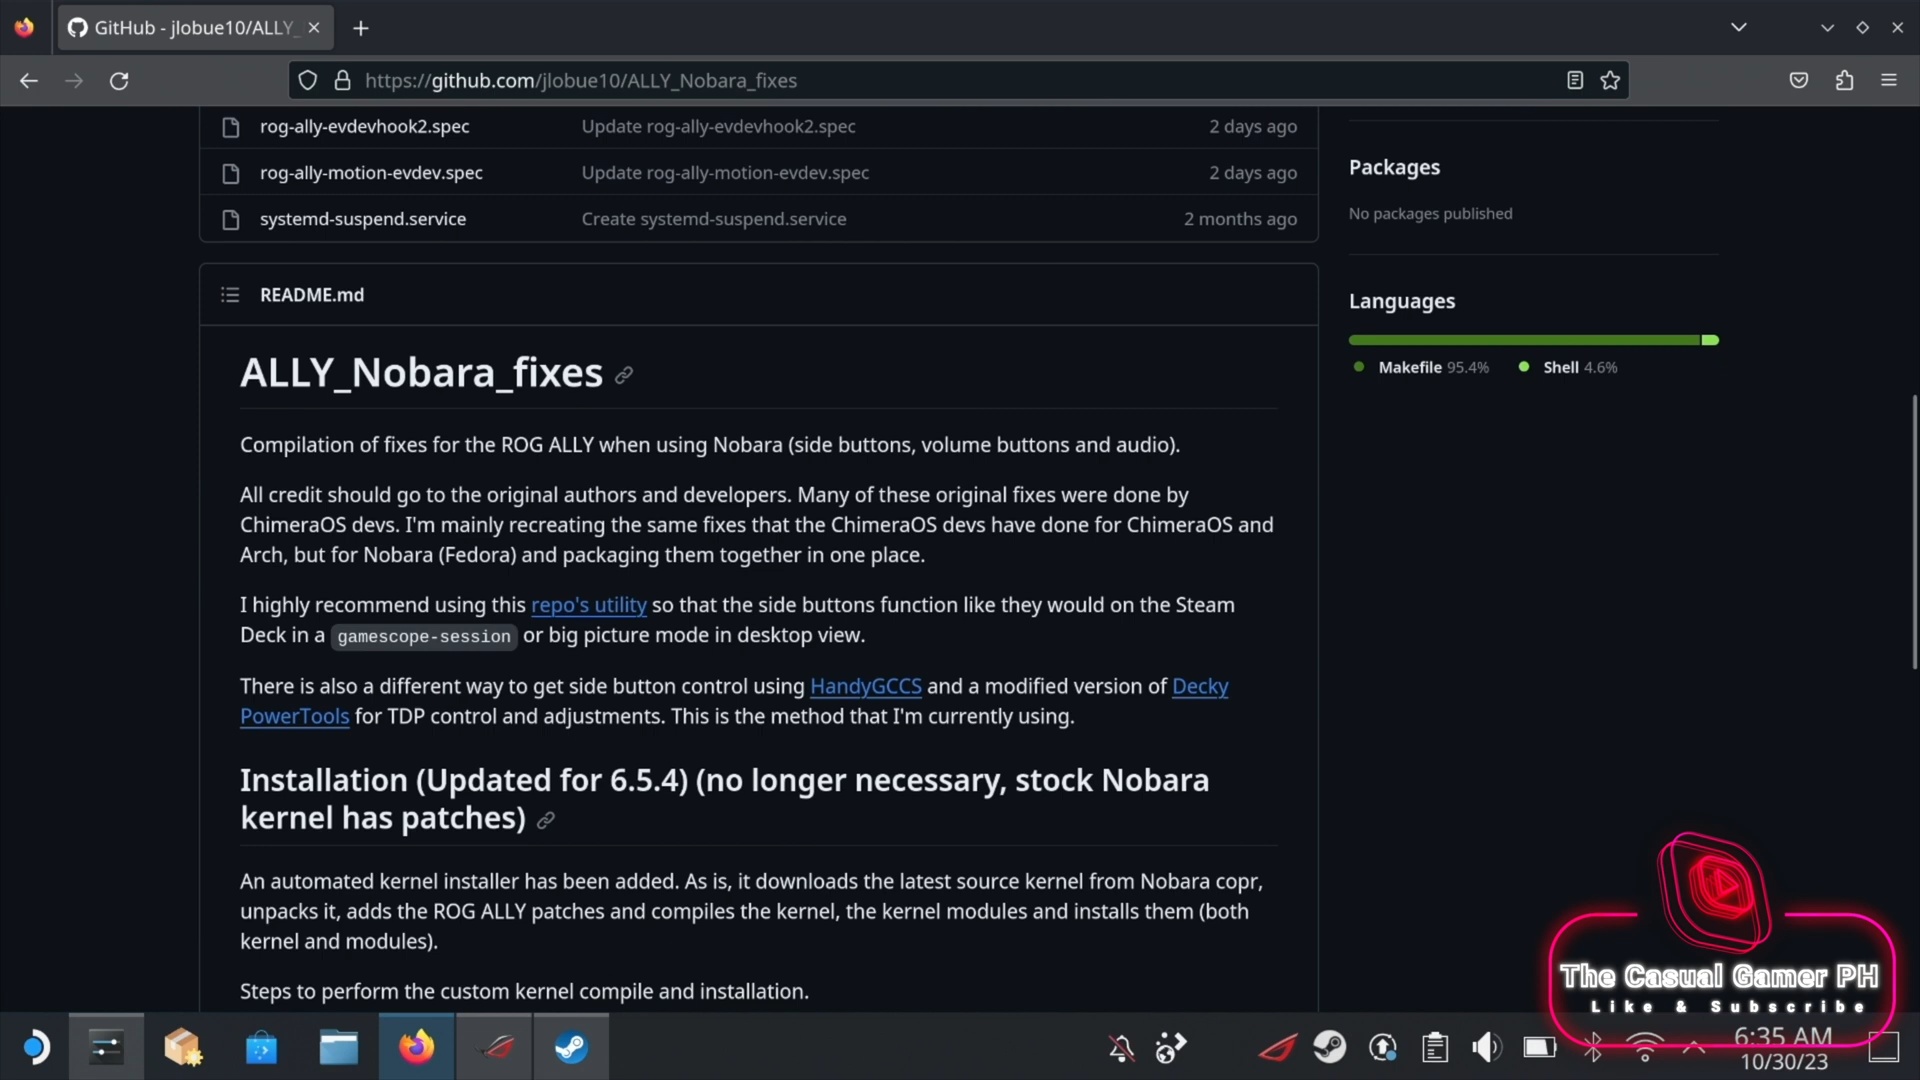 GitHub - jlobue10/ALLY_
https://github.com/jlobue10/ALLY_Nobara_fixes
rog-ally-evdevhook2.spec Update rog-ally-evdevhook2.spec 2 days ago
rog-ally-motion-evdev.spec Update rog-ally-motion-evdev.spec 2 days ago
systemd-suspend.service Create systemd-suspend.service 2 months ago
README.md
ALLY_Nobara_fixes
Compilation of fixes for the ROG ALLY when using Nobara (side buttons, volume buttons and audio).
All credit should go to the original authors and developers. Many of these original fixes were done by
ChimeraOS devs. I'm mainly recreating the same fixes that the ChimeraOS devs have done for ChimeraOS and
Arch, but for Nobara (Fedora) and packaging them together in one place.
I highly recommend using this repo's utility so that the side buttons function like they would on the Steam
Deck in a gamescope-session or big picture mode in desktop view.
There is also a different way to get side button control using HandyGCCS and a modified version of Decky
PowerTools for TDP control and adjustments. This is the method that I'm currently using.
Installation (Updated for 6.5.4) (no longer necessary, stock Nobara
kernel has patches)
An automated kernel installer has been added. As is, it downloads the latest source kernel from Nobara copr,
unpacks it, adds the ROG ALLY patches and compiles the kernel, the kernel modules and installs them (both
kernel and modules).
Steps to perform the custom kernel compile and installation.
Packages
No packages published
Languages
Makefile 95.4% Shell 4.6%
The Casual Gamer PH
Like & Subscribe
6:35 AM
10/30/23